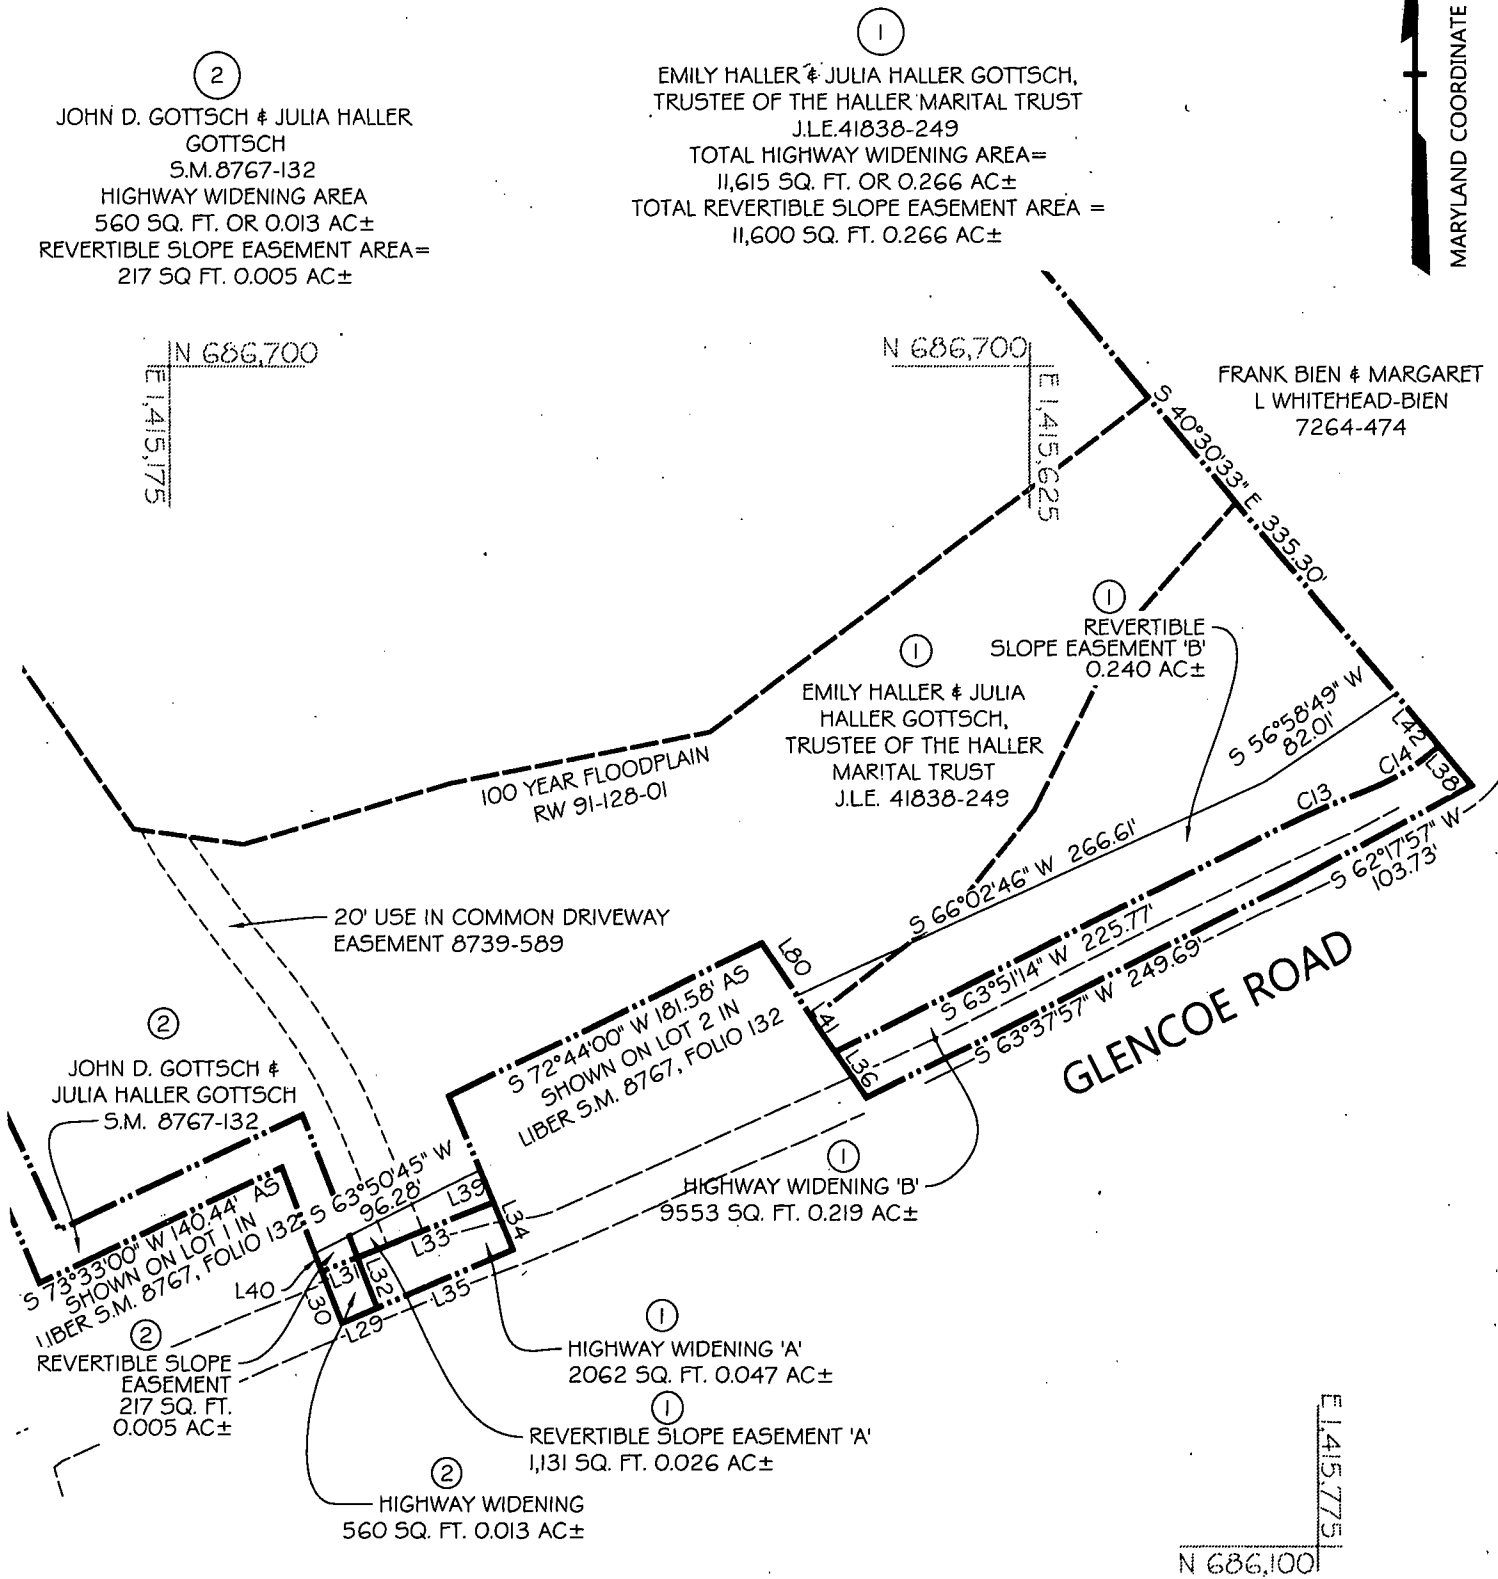 2
JOHN D. GOTTSCH & JULIA HALLER
GOTTSCH
S.M. 8767-132
HIGHWAY WIDENING AREA
560 SQ. FT. OR 0.013 AC±
REVERTIBLE SLOPE EASEMENT AREA=
217 SQ FT. 0.005 AC±
1
EMILY HALLER & JULIA HALLER GOTTSCH,
TRUSTEE OF THE HALLER MARITAL TRUST
J.L.E.41838-249
TOTAL HIGHWAY WIDENING AREA=
11,615 SQ. FT. OR 0.266 AC±
TOTAL REVERTIBLE SLOPE EASEMENT AREA =
11,600 SQ. FT. 0.266 AC±
MARYLAND COORDINATE
N 686,700
E 1,415,175
N 686,700
E 1,415,625
FRANK BIEN & MARGARET
L WHITEHEAD-BIEN
7264-474
S 40°30'33" E 335.30'
1
REVERTIBLE
SLOPE EASEMENT 'B'
0.240 AC±
1
EMILY HALLER & JULIA
HALLER GOTTSCH,
TRUSTEE OF THE HALLER
MARITAL TRUST
J.L.E. 41838-249
S 56°58'49" W
82.01'
L42
L38
C14
C13
100 YEAR FLOODPLAIN
RW 91-128-01
S 66°02'46" W 266.61'
S 62°17'57" W
103.73'
20' USE IN COMMON DRIVEWAY
EASEMENT 8739-589
L80
L41
L36
S 63°51'14" W 225.77'
S 63°37'57" W 249.69'
GLENCOE ROAD
S 72°44'00" W 181.58' AS
SHOWN ON LOT 2 IN
LIBER S.M. 8767, FOLIO 132
2
JOHN D. GOTTSCH &
JULIA HALLER GOTTSCH
S.M. 8767-132
S 73°33'00" W 140.44' AS
SHOWN ON LOT 1 IN
LIBER S.M. 8767, FOLIO 132
S 63°50'45" W
96.28'
L39
L34
L33
L31
L32
L35
L40
L30
L29
1
HIGHWAY WIDENING 'B'
9553 SQ. FT. 0.219 AC±
2
REVERTIBLE SLOPE
EASEMENT
217 SQ. FT.
0.005 AC±
1
HIGHWAY WIDENING 'A'
2062 SQ. FT. 0.047 AC±
1
REVERTIBLE SLOPE EASEMENT 'A'
1,131 SQ. FT. 0.026 AC±
2
HIGHWAY WIDENING
560 SQ. FT. 0.013 AC±
E 1,415,775
N 686,100